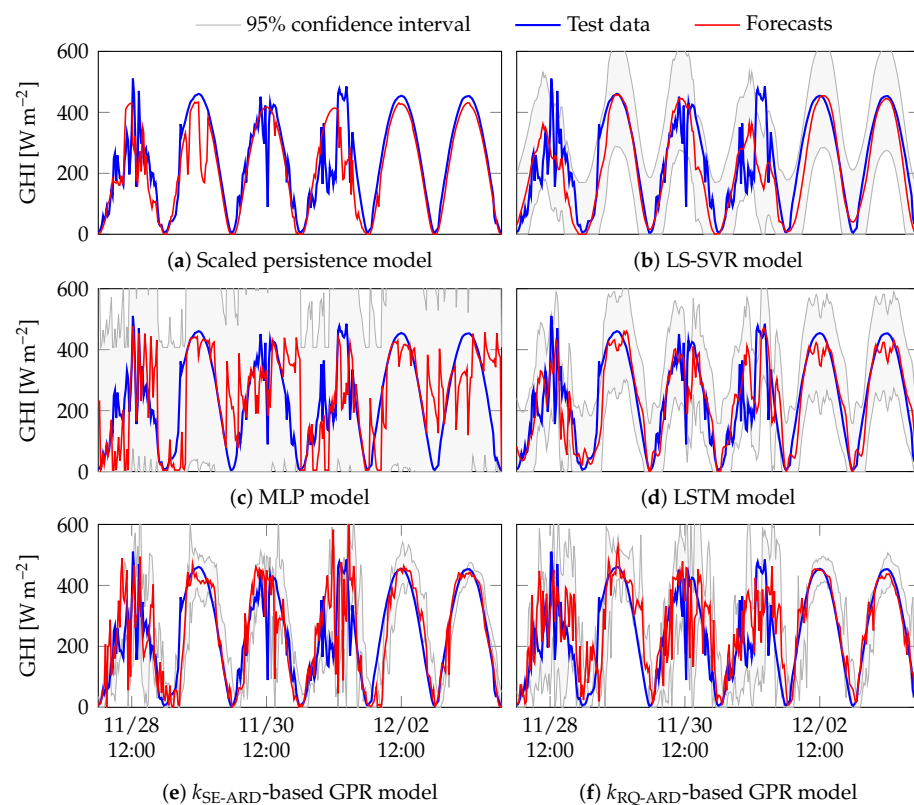 95% confidence interval Test data Forecasts
600
400
200
0
GHI [W m⁻²]
(a) Scaled persistence model
(b) LS-SVR model
600
400
200
0
GHI [W m⁻²]
(c) MLP model
(d) LSTM model
600
400
200
0
GHI [W m⁻²]
11/28 12:00
11/30 12:00
12/02 12:00
11/28 12:00
11/30 12:00
12/02 12:00
(e) kSE-ARD-based GPR model
(f) kRQ-ARD-based GPR model